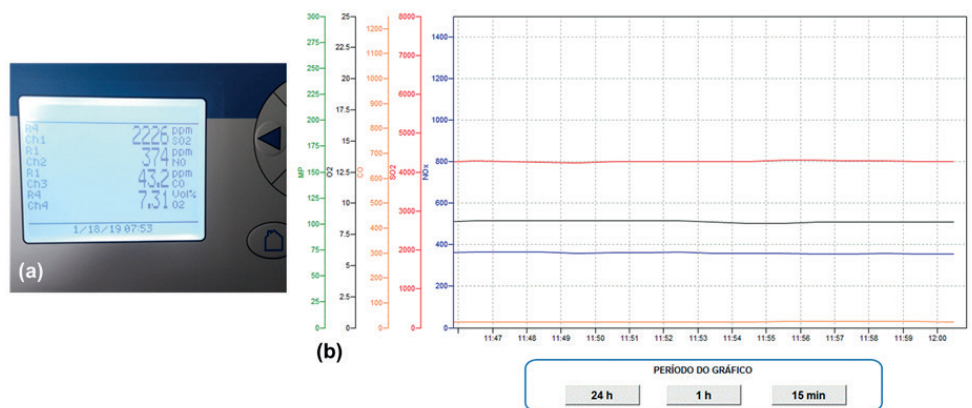 R4 2226 ppm
Ch1 SO2
R1 374 ppm
Ch2 NO
R1 43.2 ppm
Ch3 CO
R4 7.31 Vol%
Ch4 O2
1/18/19 07:53
(a)
300 25 8000
275 1200 1400
22.5 1100 7000
250 1200
225 20 1000
17.5 900 6000
200 1000
175 15 800 5000
700
150 12.5 600 4000 800
MP O2 CO SO2 NOx
125 10 500 3000 600
100 400
75 7.5 300 2000 400
50 5 200
25 2.5 100 1000 200
0 0 0 0 0
11:47 11:48 11:49 11:50 11:51 11:52 11:53 11:54 11:55 11:56 11:57 11:58 11:59 12:00
(b)
PERÍODO DO GRÁFICO
24 h 1 h 15 min